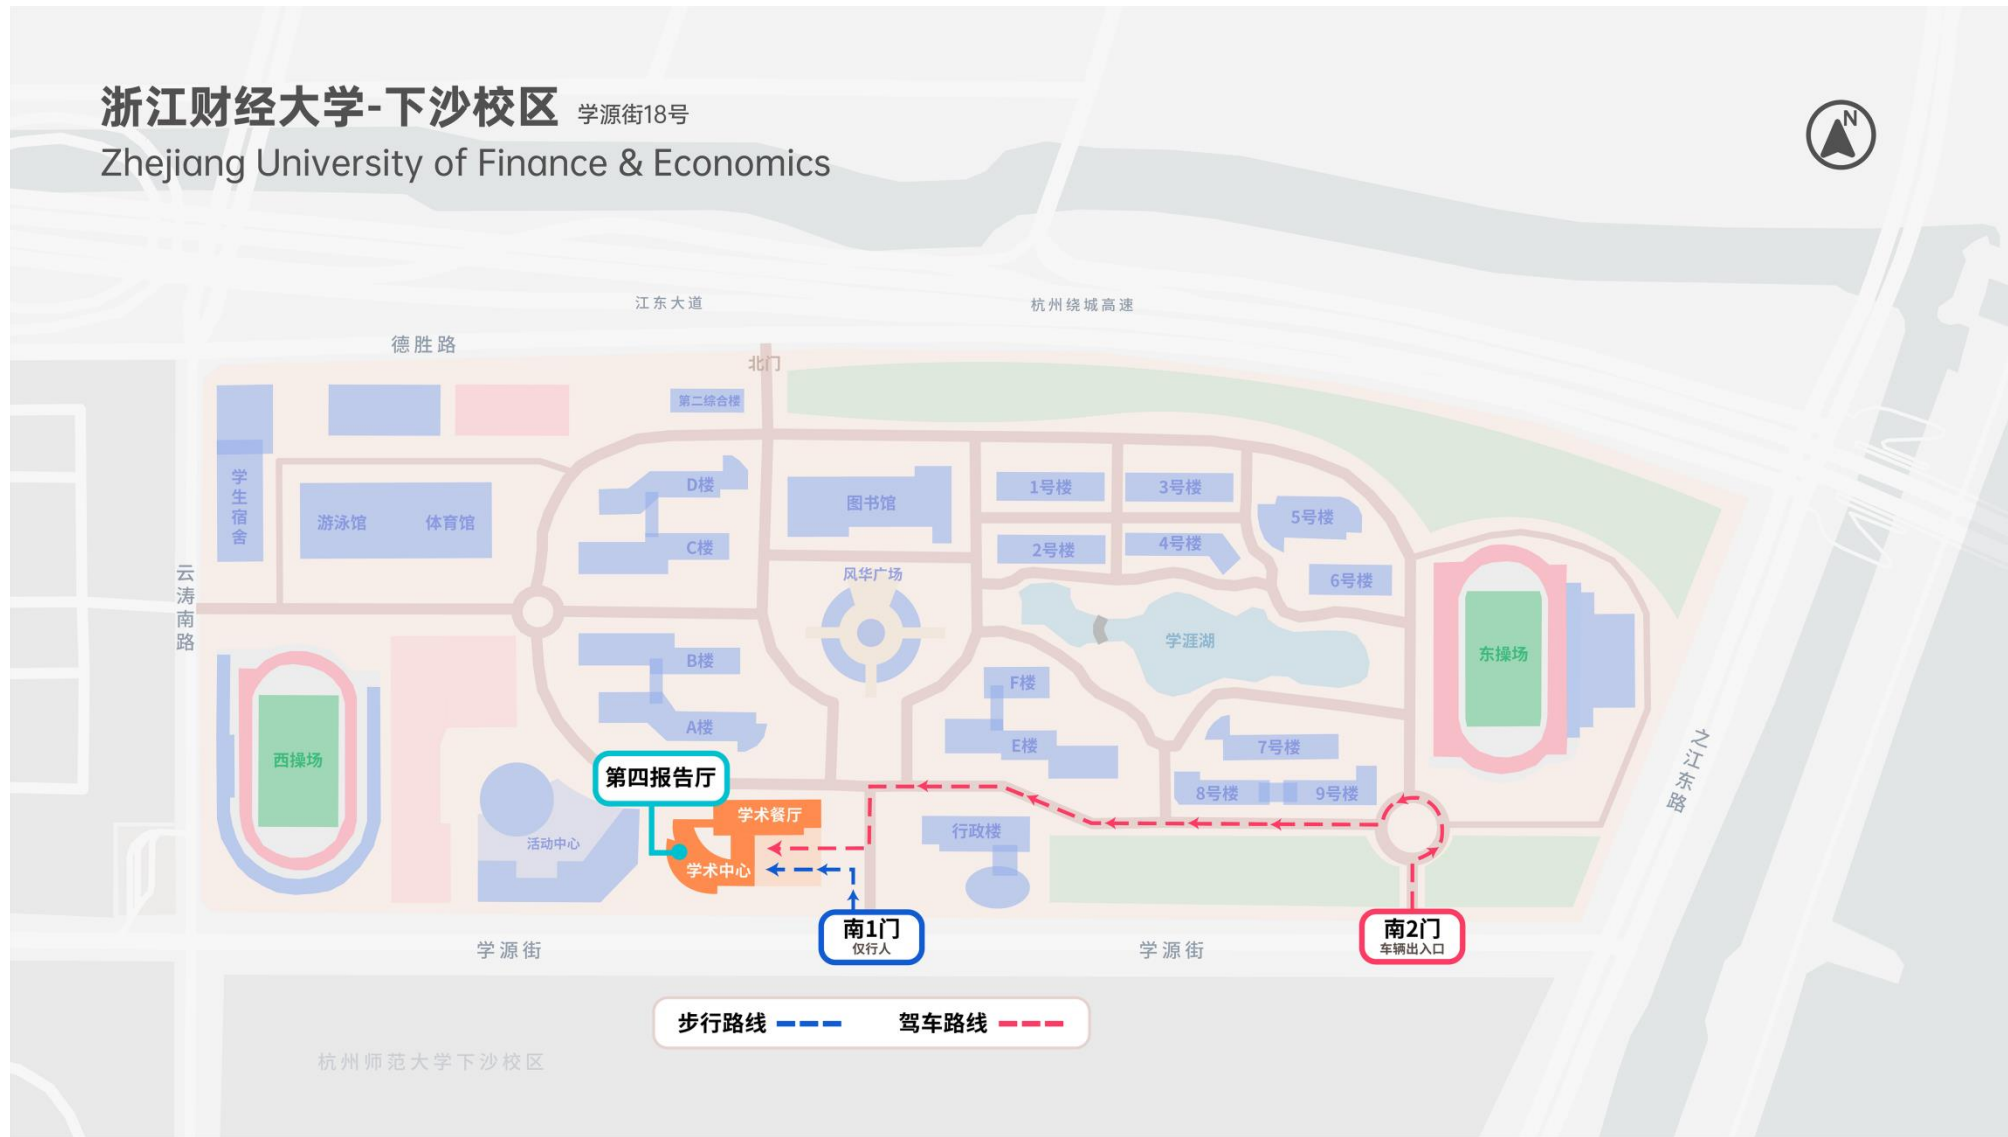 浙江财经大学-下沙校区 学源街18号
Zhejiang University of Finance & Economics
N
江东大道
杭州绕城高速
德胜路
北门
第二综合楼
学生宿舍
游泳馆
体育馆
D楼
C楼
图书馆
1号楼
3号楼
2号楼
4号楼
5号楼
6号楼
云涛南路
风华广场
学涯湖
东操场
B楼
A楼
F楼
E楼
7号楼
8号楼
9号楼
之江东路
西操场
第四报告厅
学术餐厅
活动中心
学术中心
行政楼
南1门
仅行人
南2门
车辆出入口
学源街
学源街
步行路线
驾车路线
杭州师范大学下沙校区